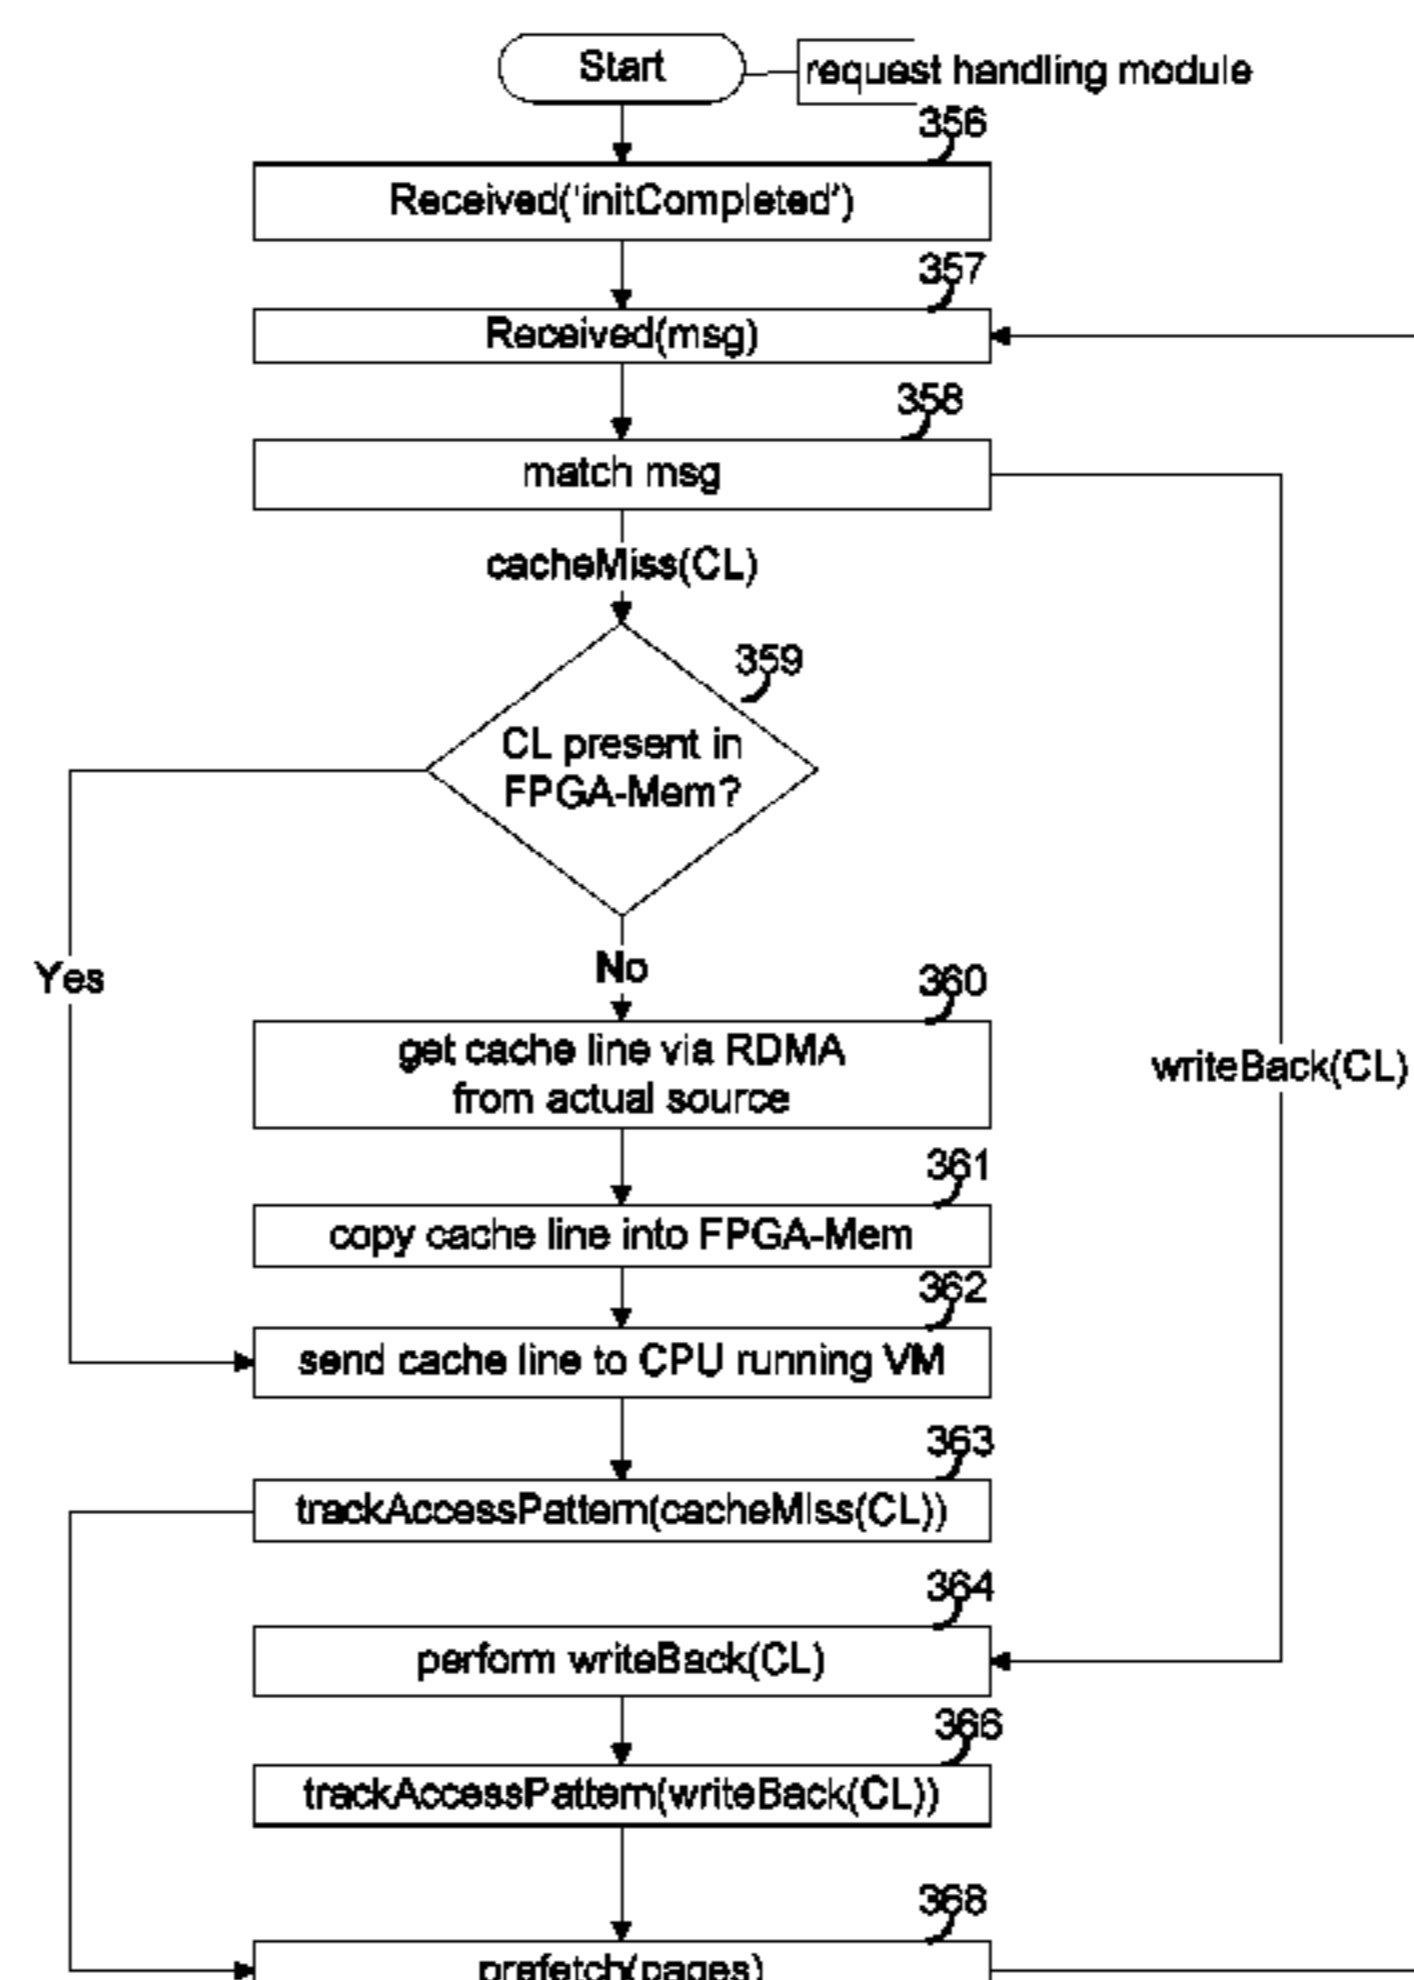 Start
request handling module
356
Received('initCompleted')
357
Received(msg)
358
match msg
cacheMiss(CL)
359
CL present in
FPGA-Mem?
Yes
No
360
get cache line via RDMA
from actual source
writeBack(CL)
361
copy cache line into FPGA-Mem
362
send cache line to CPU running VM
363
trackAccessPattern(cacheMIss(CL))
364
perform writeBack(CL)
366
trackAccessPattern(writeBack(CL))
368
prefetch(pages)